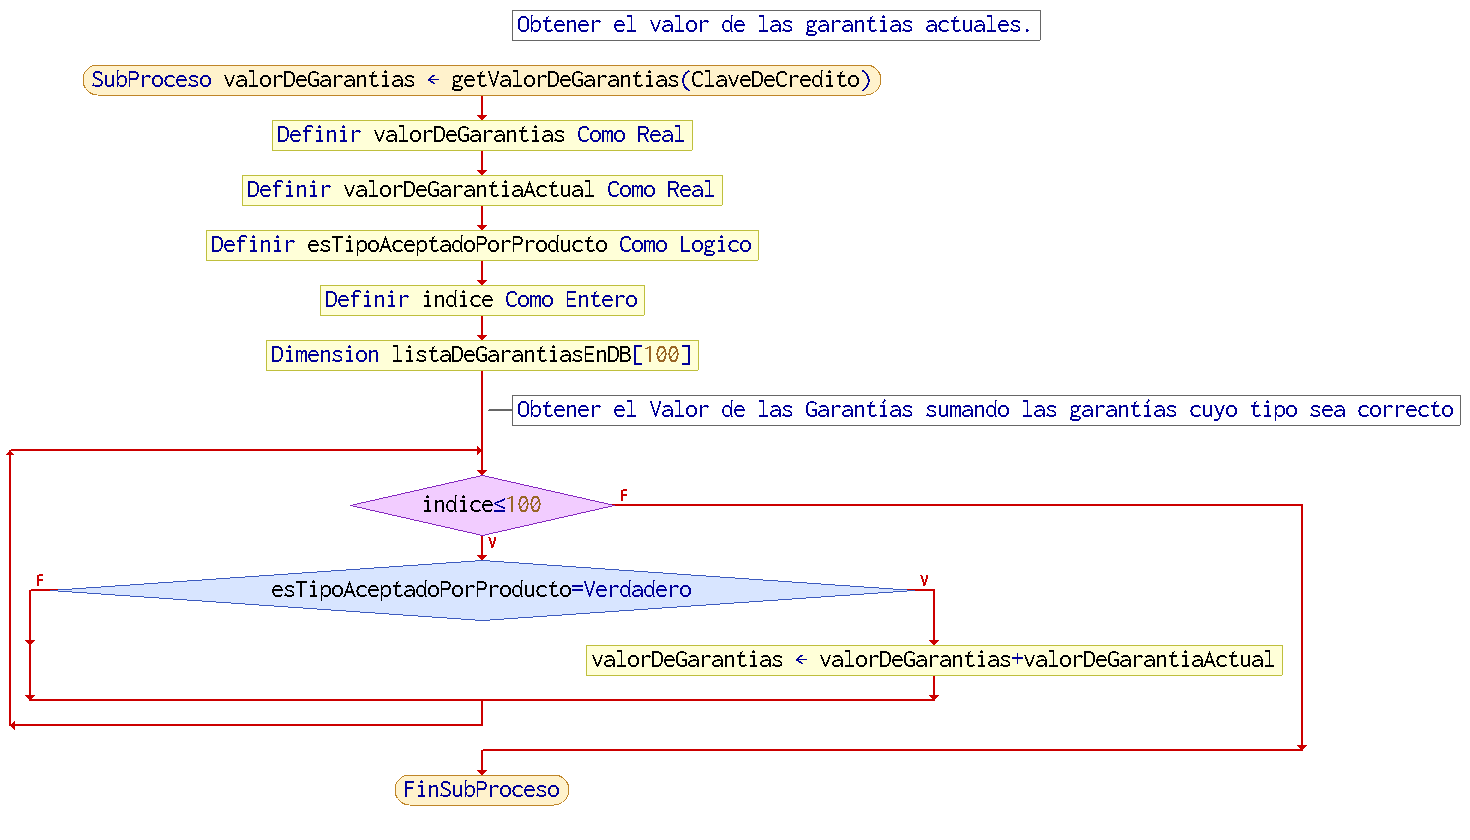 Obtener el valor de las garantias actuales.
SubProceso valorDeGarantias ← getValorDeGarantias(ClaveDeCredito)
Definir valorDeGarantias Como Real
Definir valorDeGarantiaActual Como Real
Definir esTipoAceptadoPorProducto Como Logico
Definir indice Como Entero
Dimension listaDeGarantiasEnDB[100]
Obtener el Valor de las Garantías sumando las garantías cuyo tipo sea correcto
indice≤100
F
V
F
esTipoAceptadoPorProducto=Verdadero
V
valorDeGarantias ← valorDeGarantias+valorDeGarantiaActual
FinSubProceso